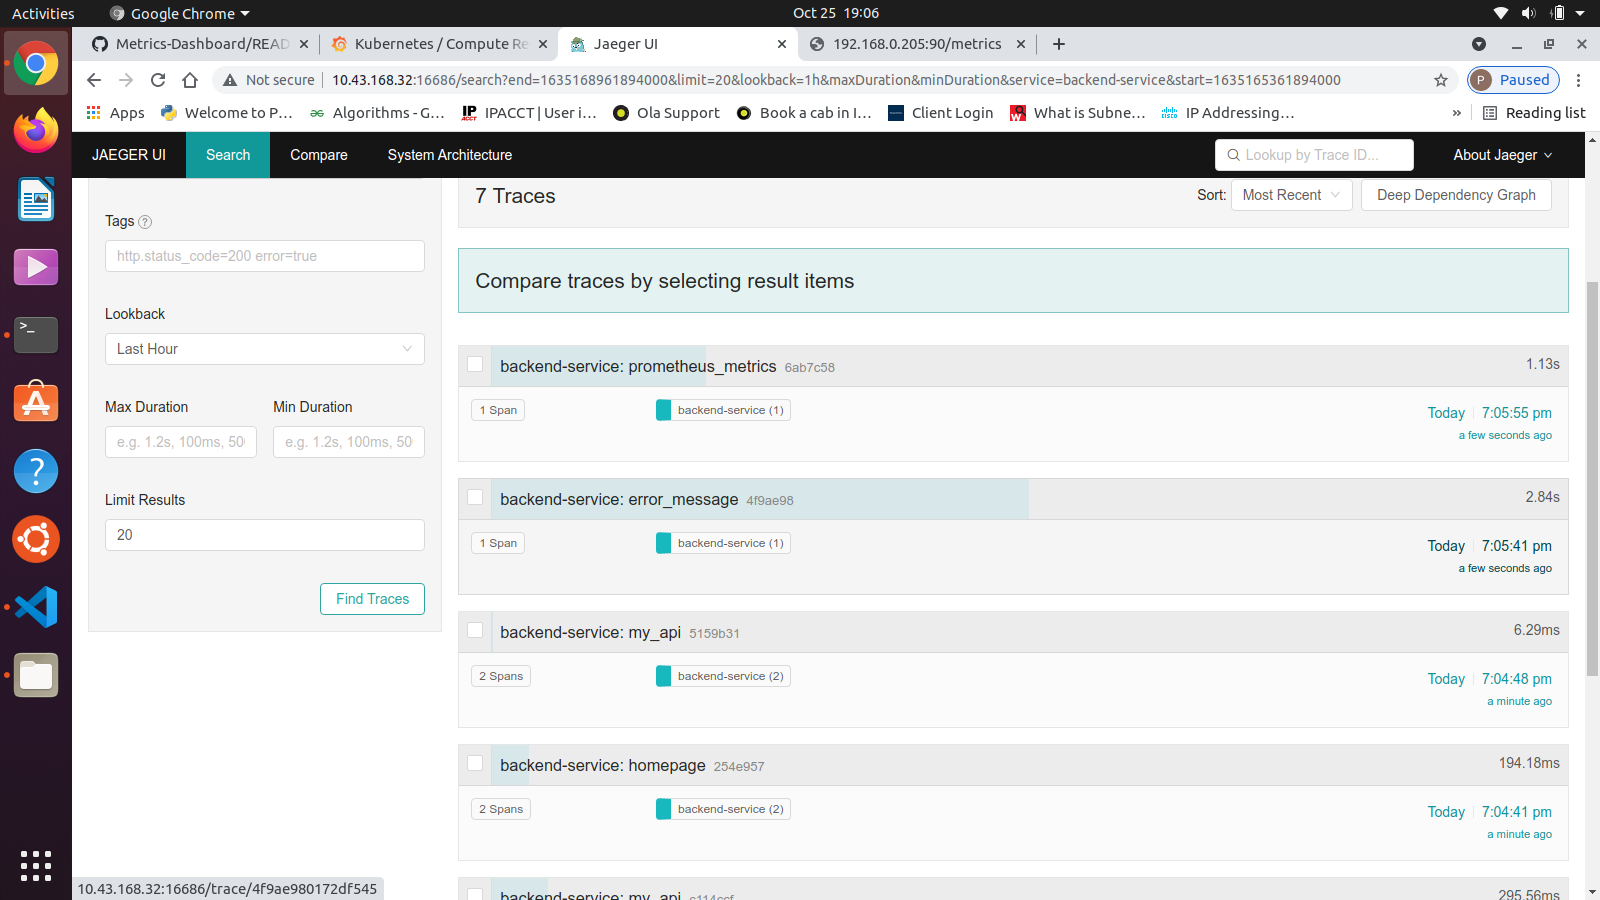 Activities
Google Chrome
Oct 25 19:06
Metrics-Dashboard/READ
Kubernetes / Compute Re
Jaeger UI
192.168.0.205:90/metrics
Not secure
10.43.168.32:16686/search?end=1635168961894000&limit=20&lookback=1h&maxDuration&minDuration&service=backend-service&start=1635165361894000
P Paused
Apps
Welcome to P...
Algorithms - G...
IPACCT | User i...
Ola Support
Book a cab in I...
Client Login
What is Subne...
IP Addressing...
»
Reading list
JAEGER UI
Search
Compare
System Architecture
Lookup by Trace ID...
About Jaeger
Tags ?
http.status_code=200 error=true
Lookback
Last Hour
Max Duration
Min Duration
e.g. 1.2s, 100ms, 50
e.g. 1.2s, 100ms, 50
Limit Results
20
Find Traces
7 Traces
Sort:
Most Recent
Deep Dependency Graph
Compare traces by selecting result items
backend-service: prometheus_metrics 6ab7c58
1.13s
1 Span
backend-service (1)
Today 7:05:55 pm
a few seconds ago
backend-service: error_message 4f9ae98
2.84s
1 Span
backend-service (1)
Today 7:05:41 pm
a few seconds ago
backend-service: my_api 5159b31
6.29ms
2 Spans
backend-service (2)
Today 7:04:48 pm
a minute ago
backend-service: homepage 254e957
194.18ms
2 Spans
backend-service (2)
Today 7:04:41 pm
a minute ago
backend-service: my_api
295.56ms
10.43.168.32:16686/trace/4f9ae980172df545